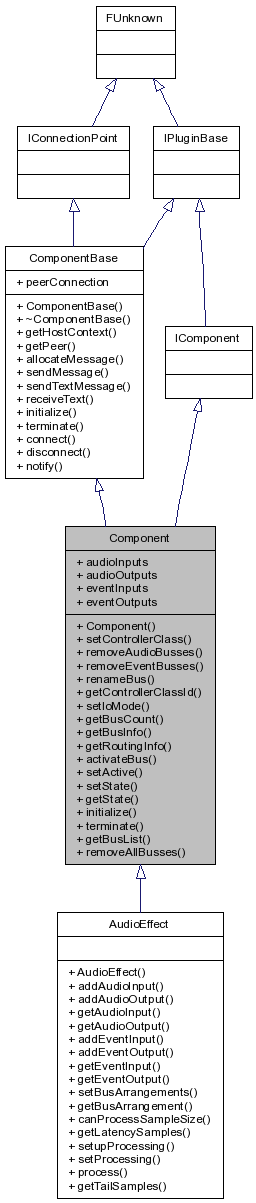 FUnknown
IConnectionPoint
IPluginBase
ComponentBase
+ peerConnection
+ ComponentBase()
+ ~ComponentBase()
+ getHostContext()
+ getPeer()
+ allocateMessage()
+ sendMessage()
+ sendTextMessage()
+ receiveText()
+ initialize()
+ terminate()
+ connect()
+ disconnect()
+ notify()
IComponent
Component
+ audioInputs
+ audioOutputs
+ eventInputs
+ eventOutputs
+ Component()
+ setControllerClass()
+ removeAudioBusses()
+ removeEventBusses()
+ renameBus()
+ getControllerClassId()
+ setIoMode()
+ getBusCount()
+ getBusInfo()
+ getRoutingInfo()
+ activateBus()
+ setActive()
+ setState()
+ getState()
+ initialize()
+ terminate()
+ getBusList()
+ removeAllBusses()
AudioEffect
+ AudioEffect()
+ addAudioInput()
+ addAudioOutput()
+ getAudioInput()
+ getAudioOutput()
+ addEventInput()
+ addEventOutput()
+ getEventInput()
+ getEventOutput()
+ setBusArrangements()
+ getBusArrangement()
+ canProcessSampleSize()
+ getLatencySamples()
+ setupProcessing()
+ setProcessing()
+ process()
+ getTailSamples()